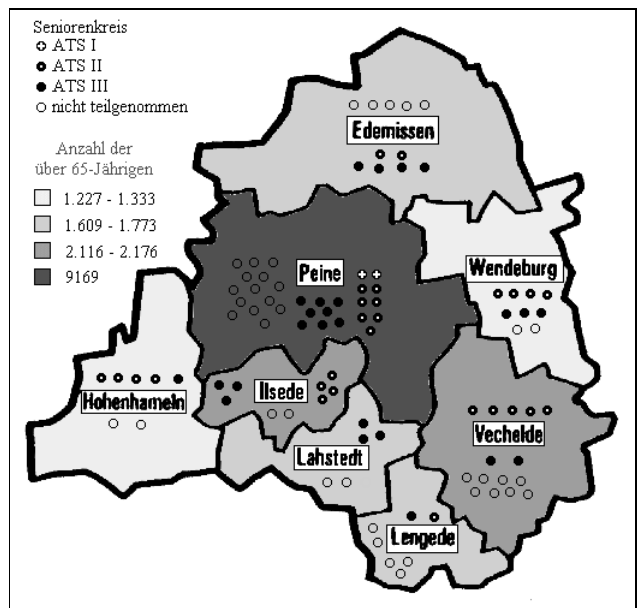 Seniorenkreis
ATS I
ATS II
ATS III
nicht teilgenommen
Anzahl der
über 65-Jährigen
1.227 - 1.333
1.609 - 1.773
2.116 - 2.176
9169
Edemissen
Peine
Wendeburg
Hohenhameln
Ilsede
Vechelde
Lahstedt
Lengede